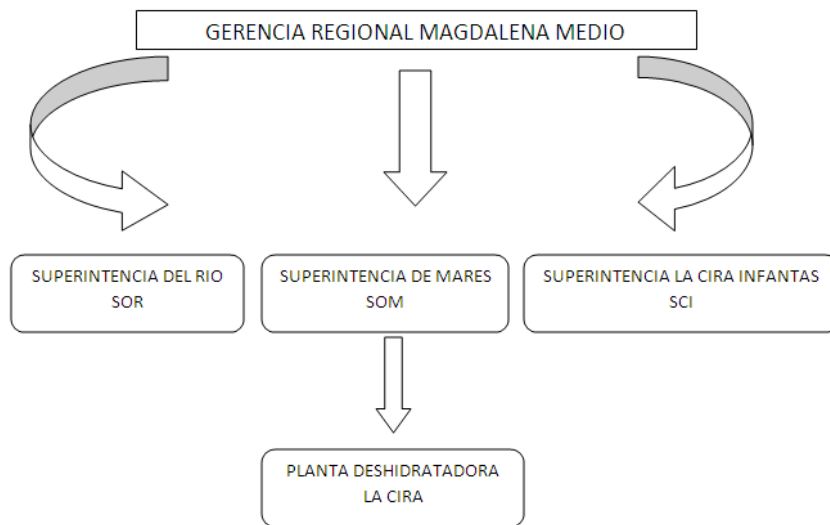 GERENCIA REGIONAL MAGDALENA MEDIO
SUPERINTENCIA DEL RIO
SOR
SUPERINTENCIA DE MARES
SOM
SUPERINTENCIA LA CIRA INFANTAS
SCI
PLANTA DESHIDRATADORA
LA CIRA